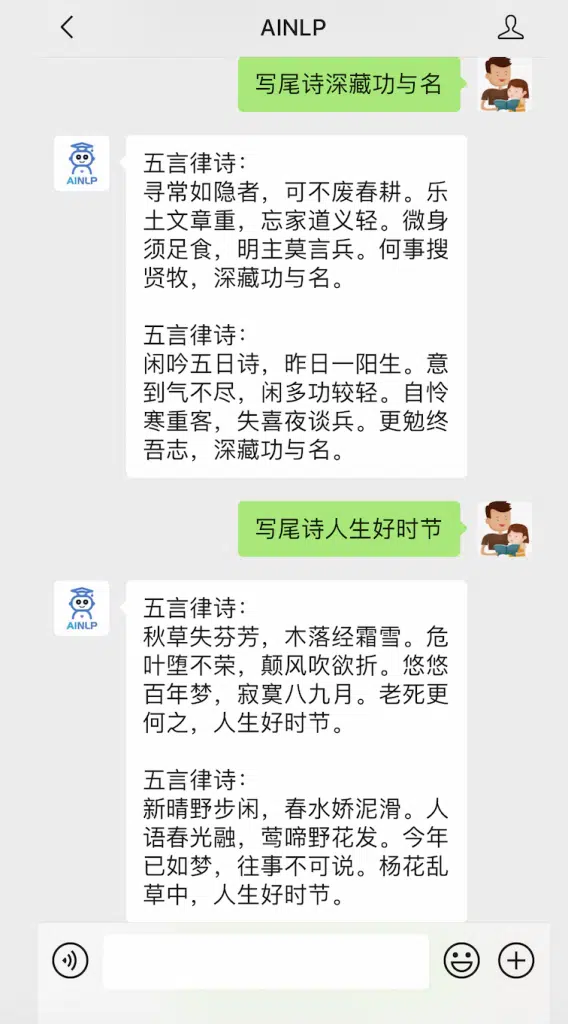 AINLP
写尾诗深藏功与名
AINLP
五言律诗：
寻常如隐者，可不废春耕。乐
土文章重，忘家道义轻。微身
须足食，明主莫言兵。何事搜
贤牧，深藏功与名。
五言律诗：
闲吟五日诗，昨日一阳生。意
到气不尽，闲多功较轻。自怜
寒重客，失喜夜谈兵。更勉终
吾志，深藏功与名。
写尾诗人生好时节
AINLP
五言律诗：
秋草失芬芳，木落经霜雪。危
叶堕不荣，颠风吹欲折。悠悠
百年梦，寂寞八九月。老死更
何之，人生好时节。
五言律诗：
新晴野步闲，春水娇泥滑。人
语春光融，莺啼野花发。今年
已如梦，往事不可说。杨花乱
草中，人生好时节。